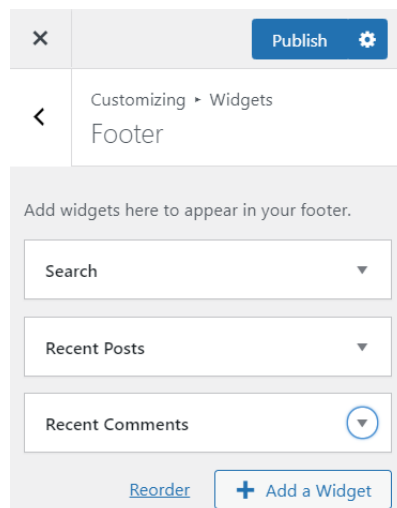 Publish
Customizing ▸ Widgets
Footer
Add widgets here to appear in your footer.
Search
Recent Posts
Recent Comments
Reorder
Add a Widget